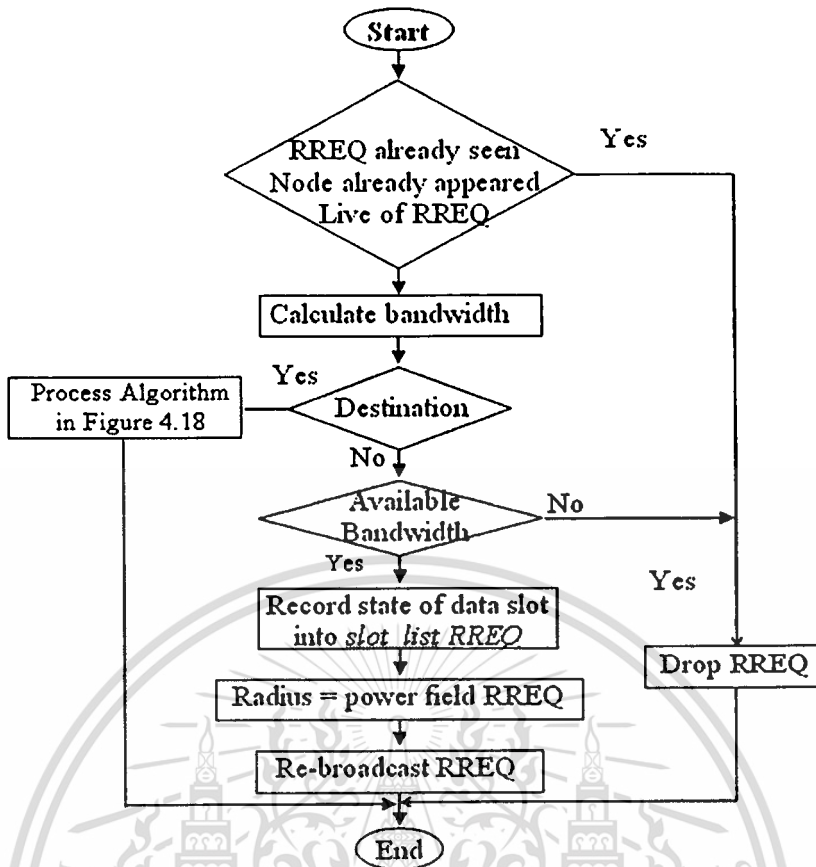 Start
RREQ already seen
Node already appeared
Live of RREQ
Yes
Calculate bandwidth
Yes
Process Algorithm
in Figure 4.18
Destination
No
Available
Bandwidth
No
Yes
Yes
Record state of data slot
into slot_list RREQ
Drop RREQ
Radius = power field RREQ
Re-broadcast RREQ
End